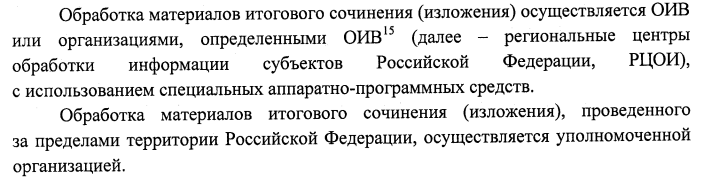 Обработка материалов итогового сочинения (изложения) осуществляется ОИВ
или организациями, определенными ОИВ15 (далее – региональные центры
обработки информации субъектов Российской Федерации, РЦОИ),
с использованием специальных аппаратно-программных средств.
Обработка материалов итогового сочинения (изложения), проведенного
за пределами территории Российской Федерации, осуществляется уполномоченной
организацией.